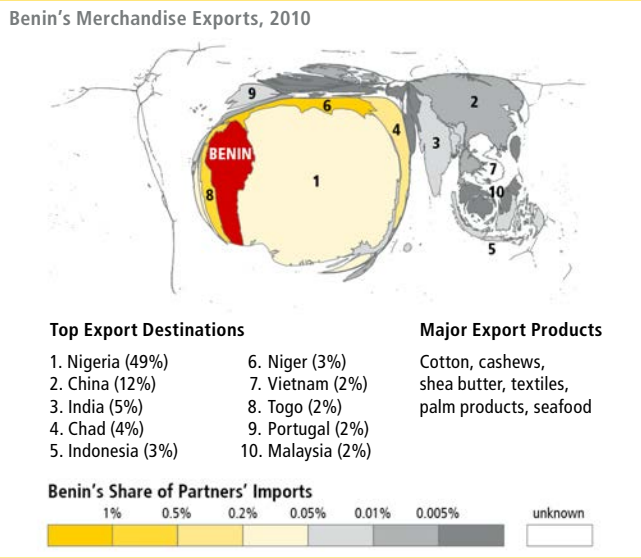 Benin's Merchandise Exports, 2010
9
6
2
4
3
BENIN
1
7
8
10
5
Top Export Destinations
1. Nigeria (49%)
2. China (12%)
3. India (5%)
4. Chad (4%)
5. Indonesia (3%)
6. Niger (3%)
7. Vietnam (2%)
8. Togo (2%)
9. Portugal (2%)
10. Malaysia (2%)
Major Export Products
Cotton, cashews,
shea butter, textiles,
palm products, seafood
Benin's Share of Partners' Imports
1% 0.5% 0.2% 0.05% 0.01% 0.005% unknown